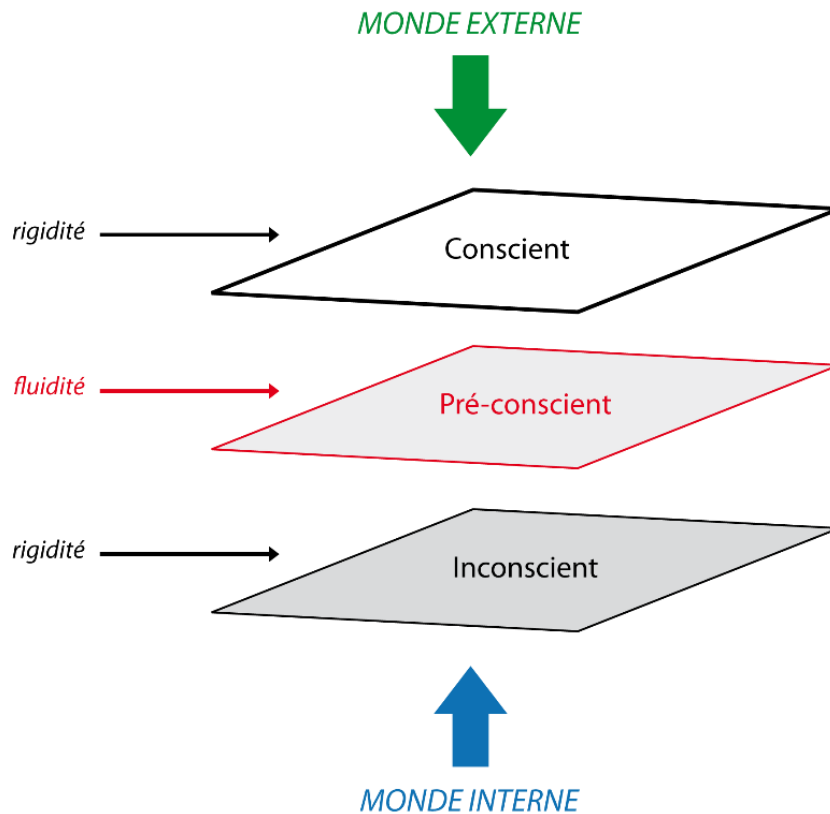 MONDE EXTERNE
rigidité
Conscient
fluidité
Pré-conscient
rigidité
Inconscient
MONDE INTERNE